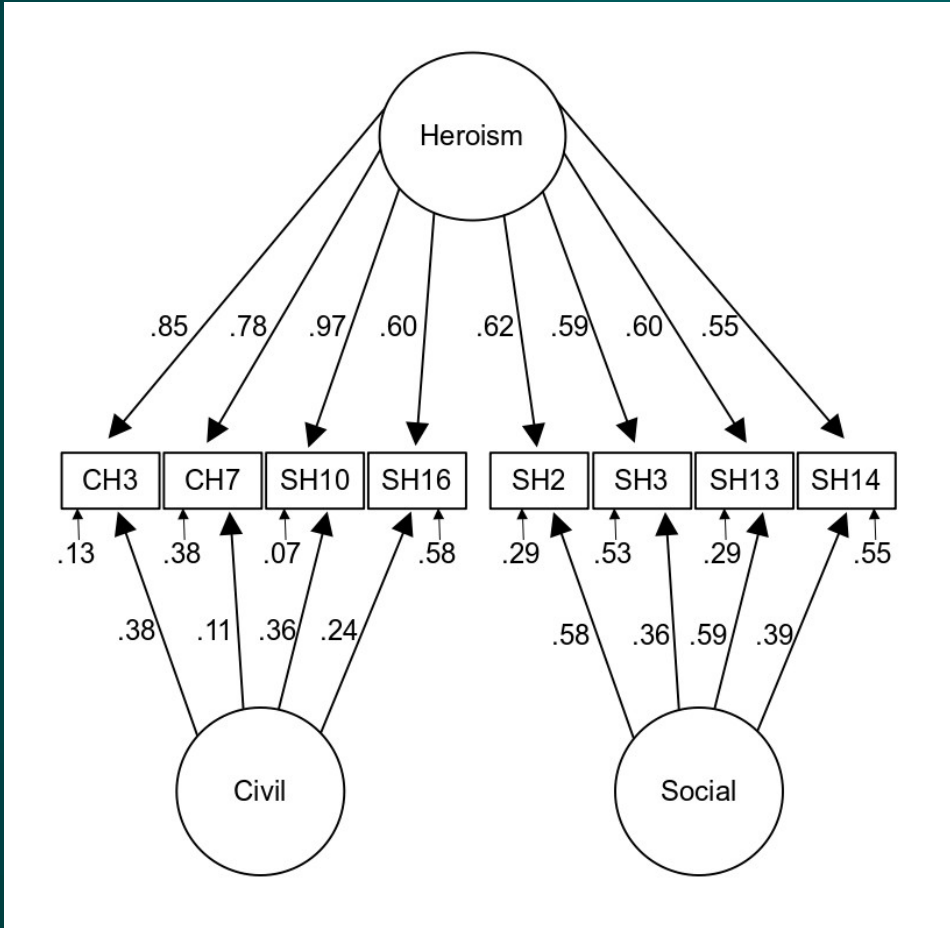 Heroism
.85 .78 .97 .60 .62 .59 .60 .55
CH3 CH7 SH10 SH16 SH2 SH3 SH13 SH14
.13 .38 .07 .58 .29 .53 .29 .55
.38 .11 .36 .24 .58 .36 .59 .39
Civil Social